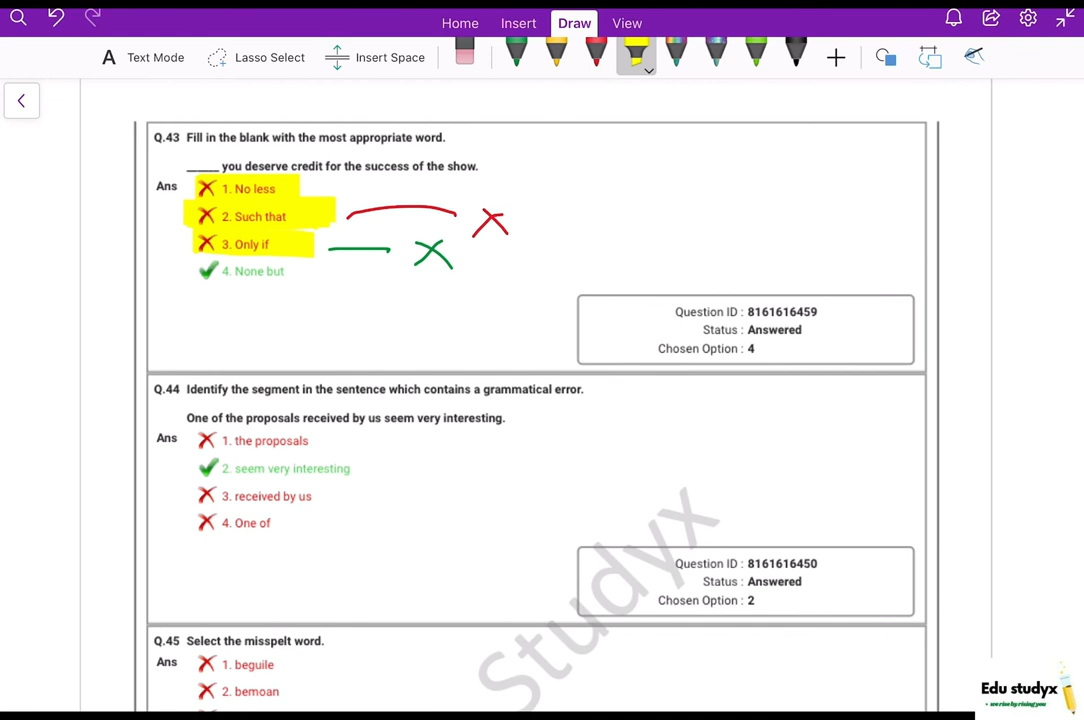 Home Insert Draw View
A Text Mode Lasso Select Insert Space
Q.43 Fill in the blank with the most appropriate word.
_____ you deserve credit for the success of the show.
Ans
1. No less
2. Such that
3. Only if
4. None but
Question ID : 8161616459
Status : Answered
Chosen Option : 4
Q.44 Identify the segment in the sentence which contains a grammatical error.
One of the proposals received by us seem very interesting.
Ans
1. the proposals
2. seem very interesting
3. received by us
4. One of
Question ID : 8161616450
Status : Answered
Chosen Option : 2
Studyx
Q.45 Select the misspelt word.
Ans
1. beguile
2. bemoan
Edu studyx
we rise by rising you